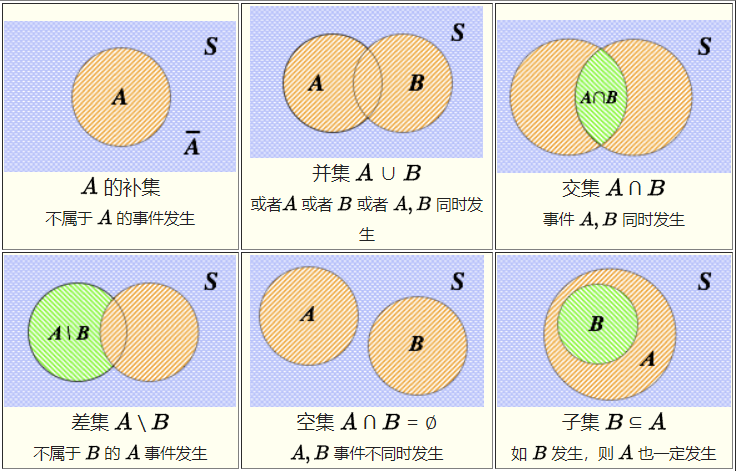 S
A
A̅
A 的补集
不属于 A 的事件发生
S
A B
并集 A ∪ B
或者A 或者 B 或者 A, B 同时发
生
S
A∩B
交集 A ∩ B
事件 A, B 同时发生
S
A \ B
差集 A \ B
不属于 B 的 A 事件发生
S
A
B
空集 A ∩ B = ∅
A, B 事件不同时发生
S
B
A
子集 B ⊆ A
如 B 发生，则 A 也一定发生